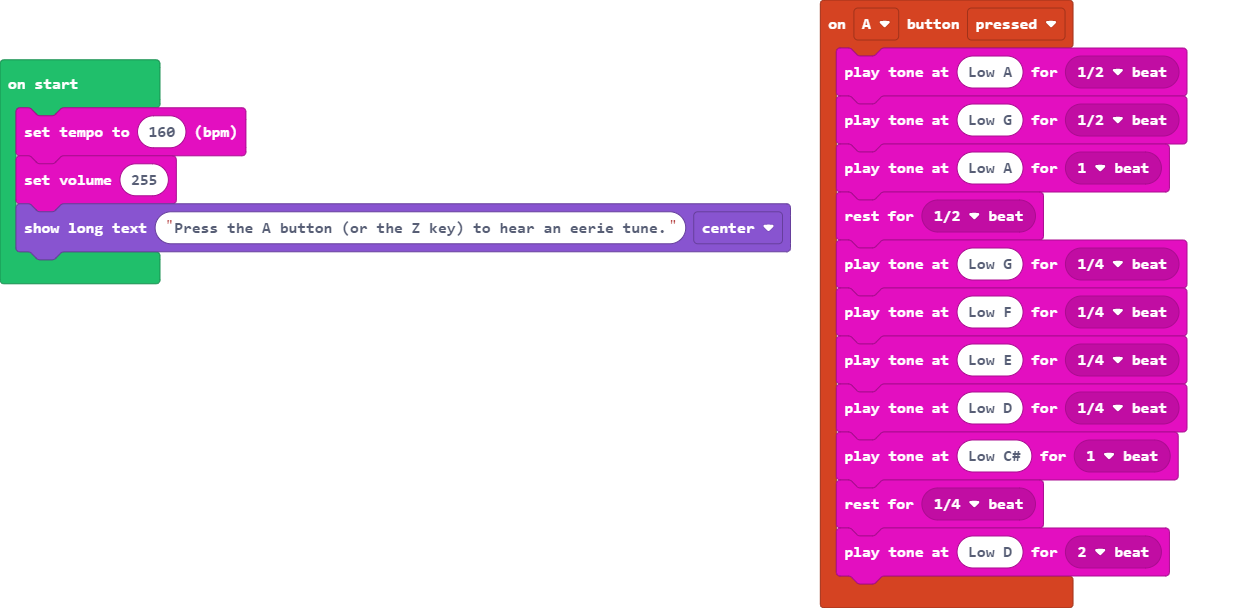 on start
set tempo to 160 (bpm)
set volume 255
show long text "Press the A button (or the Z key) to hear an eerie tune." center
on A button pressed
play tone at Low A for 1/2 beat
play tone at Low G for 1/2 beat
play tone at Low A for 1 beat
rest for 1/2 beat
play tone at Low G for 1/4 beat
play tone at Low F for 1/4 beat
play tone at Low E for 1/4 beat
play tone at Low D for 1/4 beat
play tone at Low C# for 1 beat
rest for 1/4 beat
play tone at Low D for 2 beat